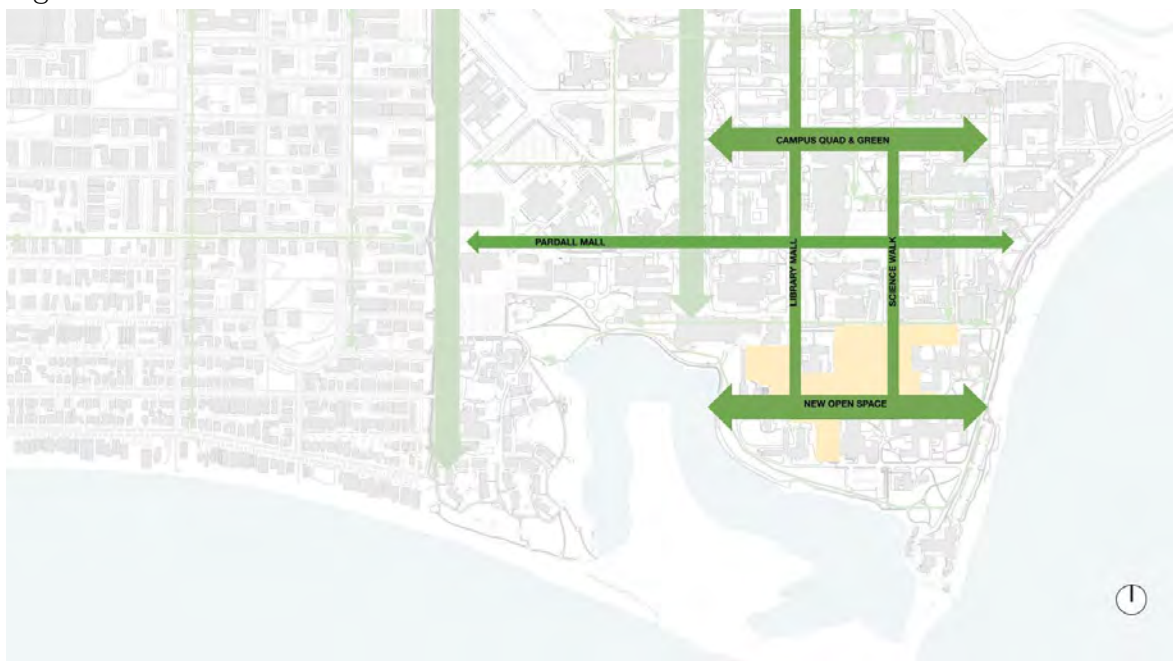 CAMPUS QUAD & GREEN
PARDALL MALL
LIBRARY MALL
SCIENCE WALK
NEW OPEN SPACE